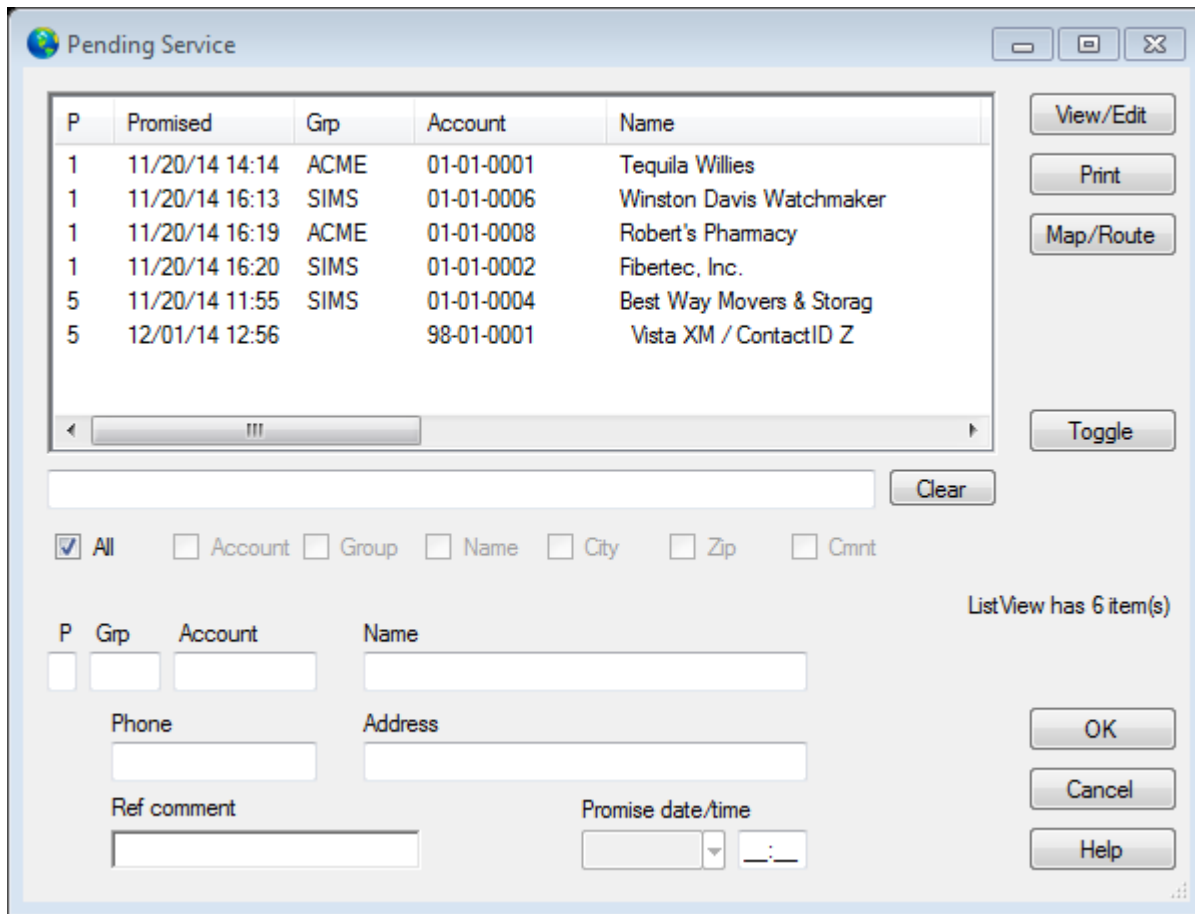 Pending Service
P Promised Grp Account Name
1 11/20/14 14:14 ACME 01-01-0001 Tequila Willies
1 11/20/14 16:13 SIMS 01-01-0006 Winston Davis Watchmaker
1 11/20/14 16:19 ACME 01-01-0008 Robert's Pharmacy
1 11/20/14 16:20 SIMS 01-01-0002 Fibertec, Inc.
5 11/20/14 11:55 SIMS 01-01-0004 Best Way Movers & Storag
5 12/01/14 12:56 98-01-0001 Vista XM / ContactID Z
View/Edit
Print
Map/Route
Toggle
Clear
All Account Group Name City Zip Cmnt
ListView has 6 item(s)
P Grp Account Name
Phone Address
Ref comment Promise date/time
__:__
OK
Cancel
Help